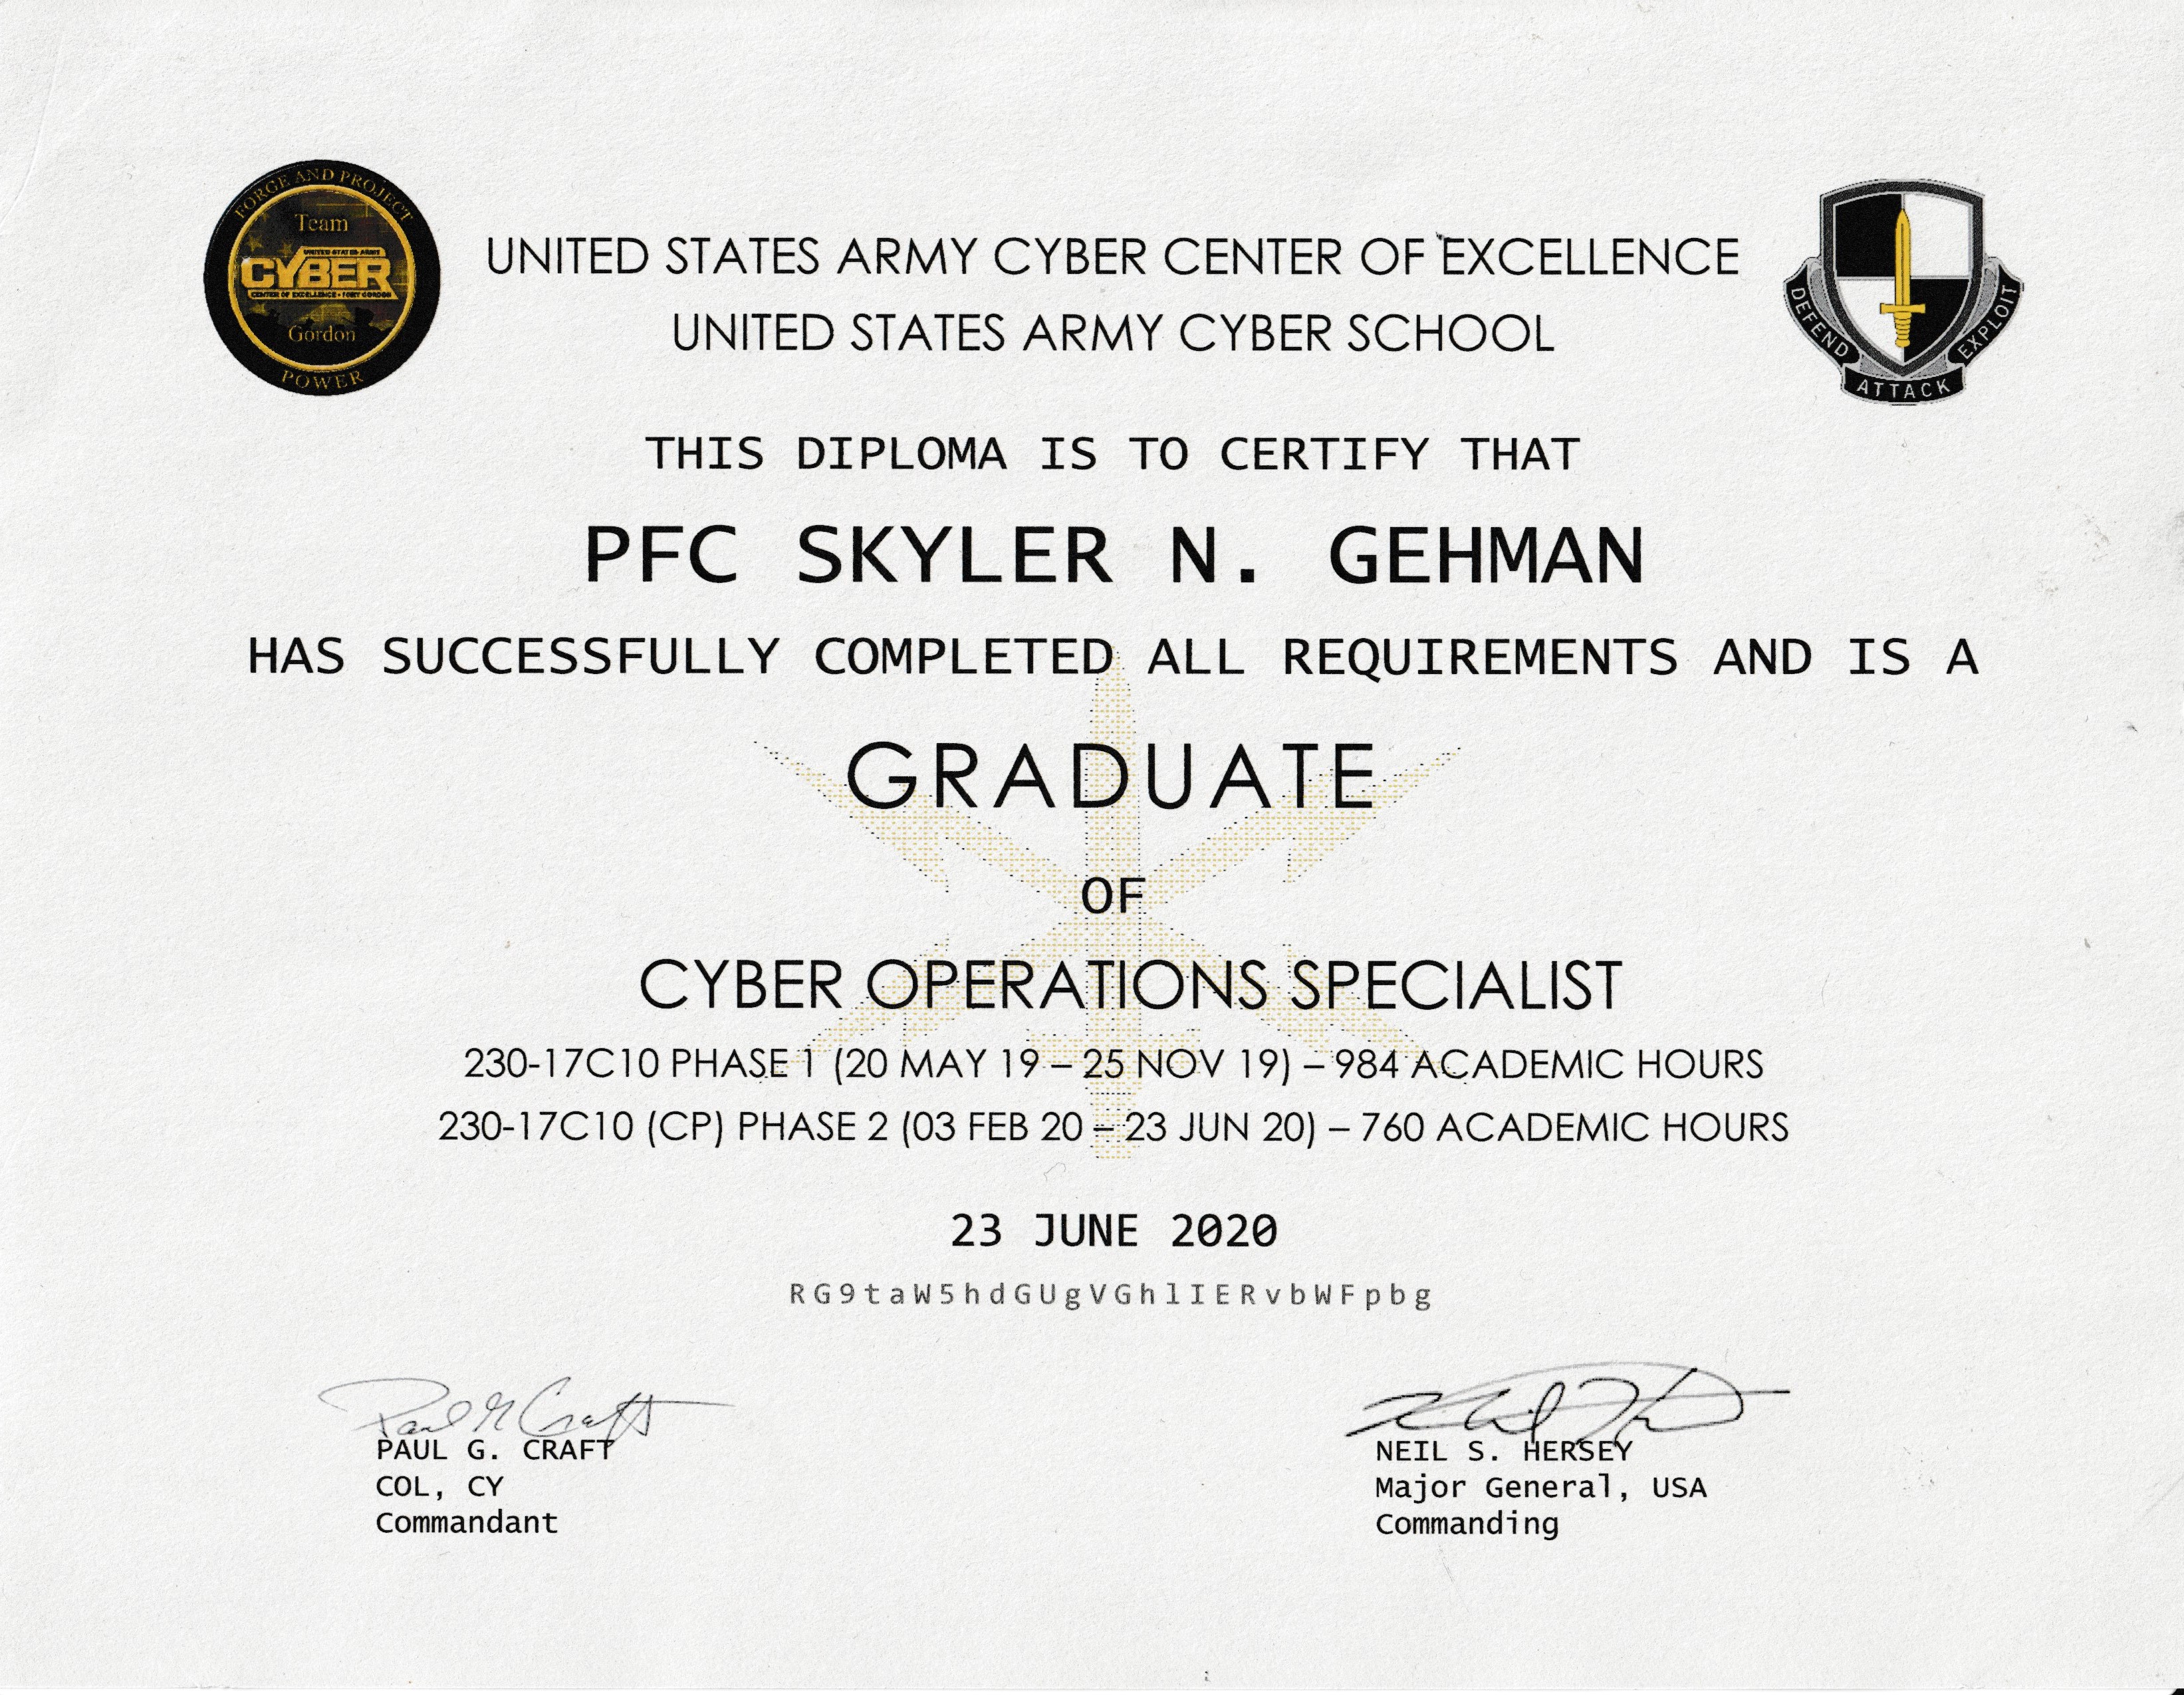 FORGE AND PROJECT
Team
UNITED STATES ARMY
CYBER
CENTER OF EXCELLENCE • FORT GORDON
Gordon
POWER
UNITED STATES ARMY CYBER CENTER OF EXCELLENCE
UNITED STATES ARMY CYBER SCHOOL
DEFEND
ATTACK
EXPLOIT
THIS DIPLOMA IS TO CERTIFY THAT
PFC SKYLER N. GEHMAN
HAS SUCCESSFULLY COMPLETED ALL REQUIREMENTS AND IS A
GRADUATE
OF
CYBER OPERATIONS SPECIALIST
230-17C10 PHASE 1 (20 MAY 19 – 25 NOV 19) – 984 ACADEMIC HOURS
230-17C10 (CP) PHASE 2 (03 FEB 20 – 23 JUN 20) – 760 ACADEMIC HOURS
23 JUNE 2020
RG9taW5hdGUgVGhlIERvbWFpbg
Paul G Craft
PAUL G. CRAFT
COL, CY
Commandant
NEIL S. HERSEY
Major General, USA
Commanding